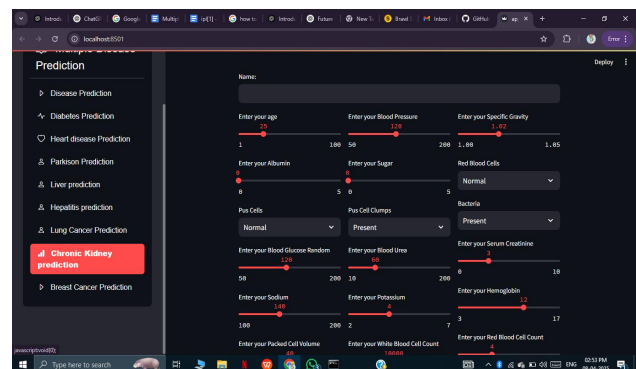 Introd:
ChatG
Googl
Multip
ipl[1]-
how to
Introd:
Future
New T
Brawl
Inbox
GitHu
ap
localhost:8501
Error
Deploy
Prediction
Disease Prediction
Diabetes Prediction
Heart disease Prediction
Parkison Prediction
Liver prediction
Hepatitis prediction
Lung Cancer Prediction
Chronic Kidney
prediction
Breast Cancer Prediction
Name:
Enter your age
25
1 100
Enter your Blood Pressure
120
50 200
Enter your Specific Gravity
1.02
1.00 1.05
Enter your Albumin
0
0 5
Enter your Sugar
0
0 5
Red Blood Cells
Normal
Pus Cells
Normal
Pus Cell Clumps
Present
Bacteria
Present
Enter your Blood Glucose Random
120
50 200
Enter your Blood Urea
60
10 200
Enter your Serum Creatinine
3
0 10
Enter your Sodium
140
100 200
Enter your Potassium
4
2 7
Enter your Hemoglobin
12
3 17
Enter your Packed Cell Volume
40
Enter your White Blood Cell Count
10000
Enter your Red Blood Cell Count
4
javascript:void(0);
Type here to search
ENG
02:53 PM